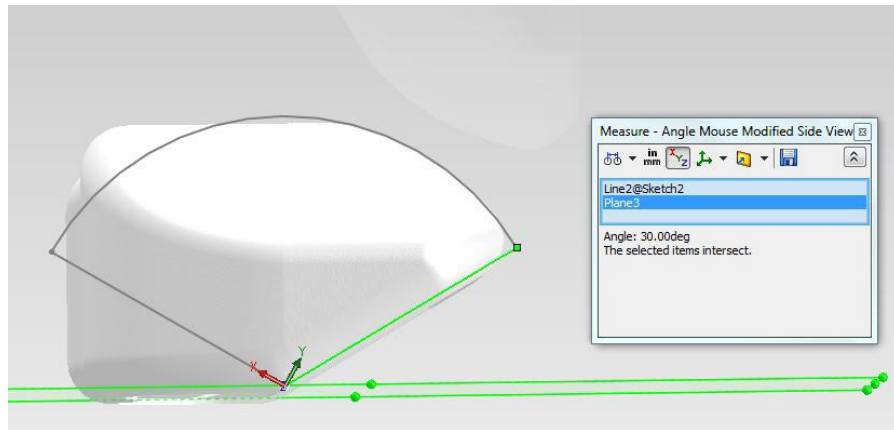 Measure - Angle Mouse Modified Side View
in
mm
X Y Z
Line2@Sketch2
Plane3
Angle: 30.00deg
The selected items intersect.
X
Y
Z